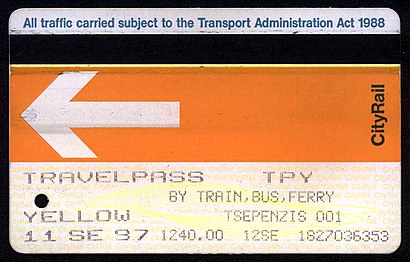 All traffic carried subject to the Transport Administration Act 1988
CityRail
TRAVELPASS TPY
BY TRAIN,BUS,FERRY
YELLOW TSEPENZIS 001
11 SE 97 1240.00 12SE 1827036353